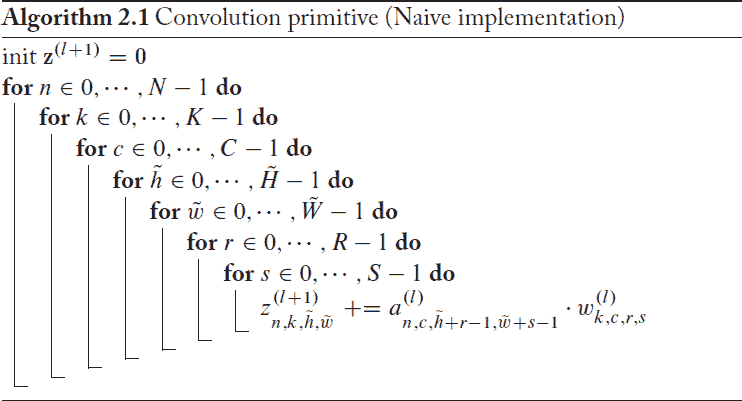 Algorithm 2.1 Convolution primitive (Naive implementation)
init z^(l+1) = 0
for n ∈ 0, ⋯ , N − 1 do
for k ∈ 0, ⋯ , K − 1 do
for c ∈ 0, ⋯ , C − 1 do
for h̃ ∈ 0, ⋯ , H̃ − 1 do
for w̃ ∈ 0, ⋯ , W̃ − 1 do
for r ∈ 0, ⋯ , R − 1 do
for s ∈ 0, ⋯ , S − 1 do
z^(l+1)_{n,k,h̃,w̃} += a^(l)_{n,c,h̃+r−1,w̃+s−1} · w^(l)_{k,c,r,s}